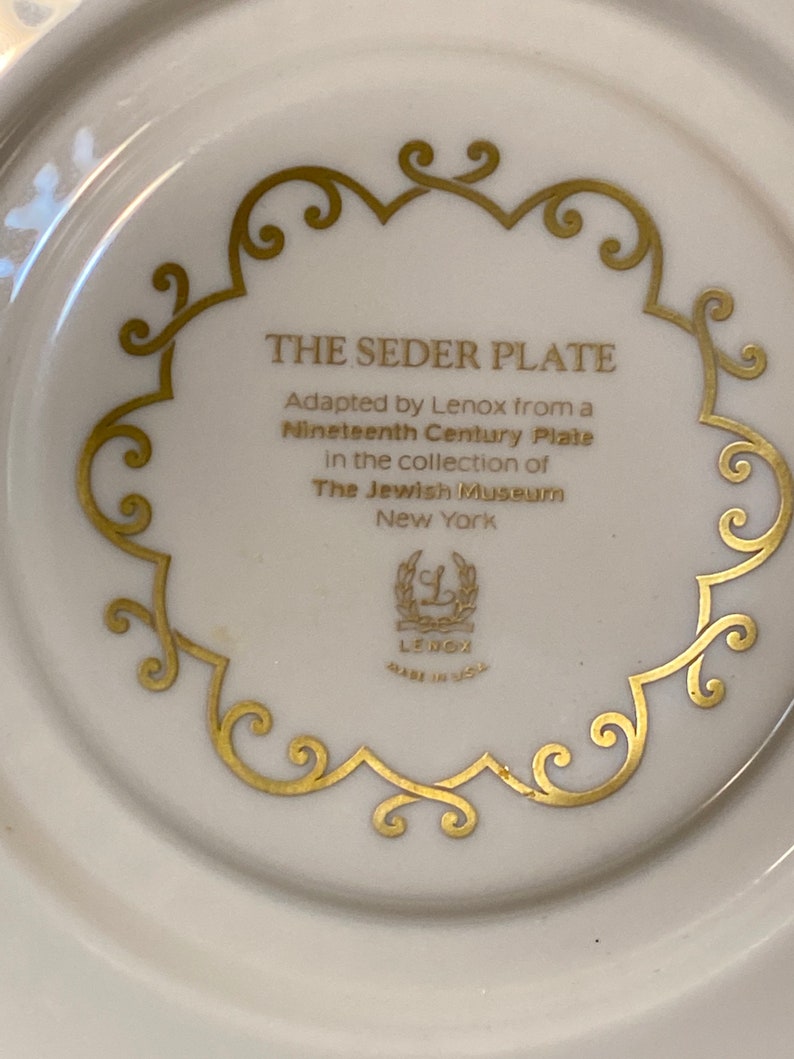 THE SEDER PLATE
Adapted by Lenox from a
Nineteenth Century Plate
in the collection of
The Jewish Museum
New York
L
LENOX
MADE IN USA